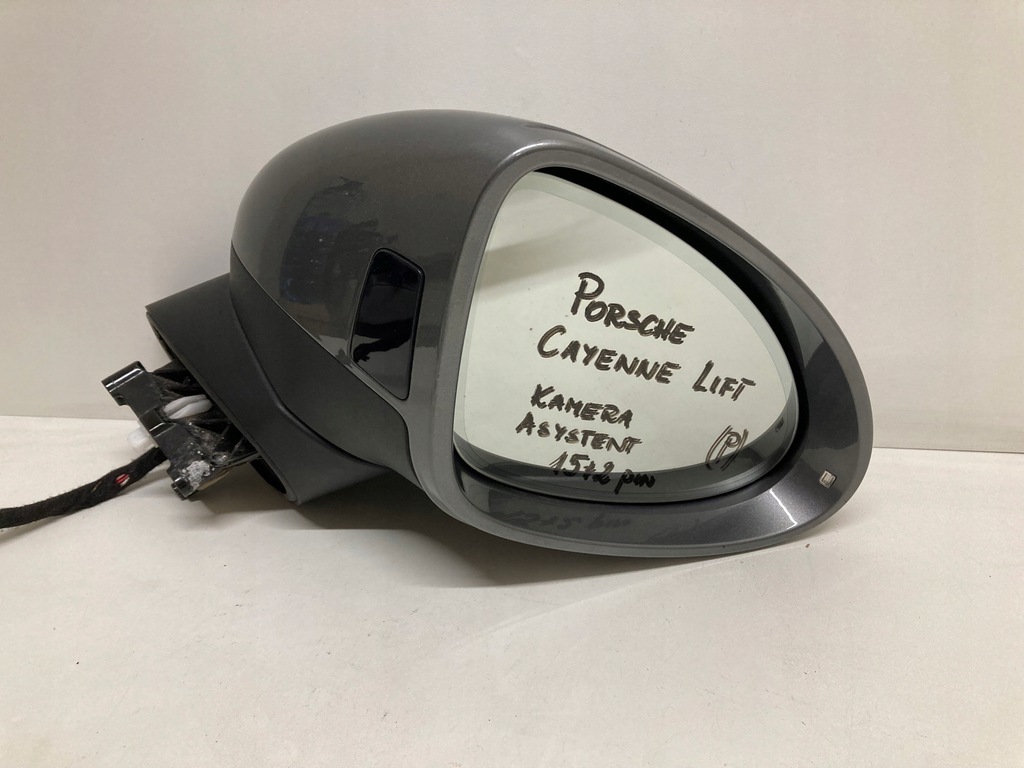 PORSCHE
CAYENNE LIFT
KAMERA
ASYSTENT
15+2 pin
(P)